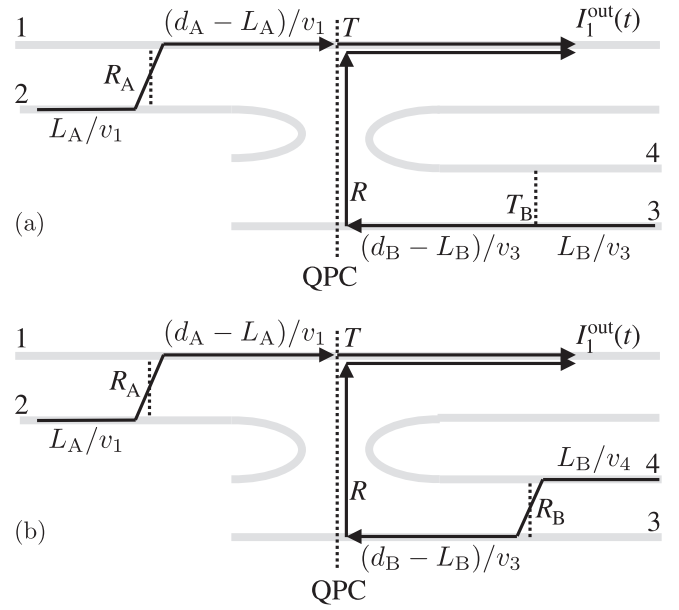 (d_A − L_A)/v_1 T I_1^out(t)
1
R_A
2
L_A/v_1
4
R T_B
3
(a)
(d_B − L_B)/v_3 L_B/v_3
QPC
(d_A − L_A)/v_1 T I_1^out(t)
1
R_A
2
L_A/v_1
L_B/v_4 4
R R_B
3
(b)
(d_B − L_B)/v_3
QPC